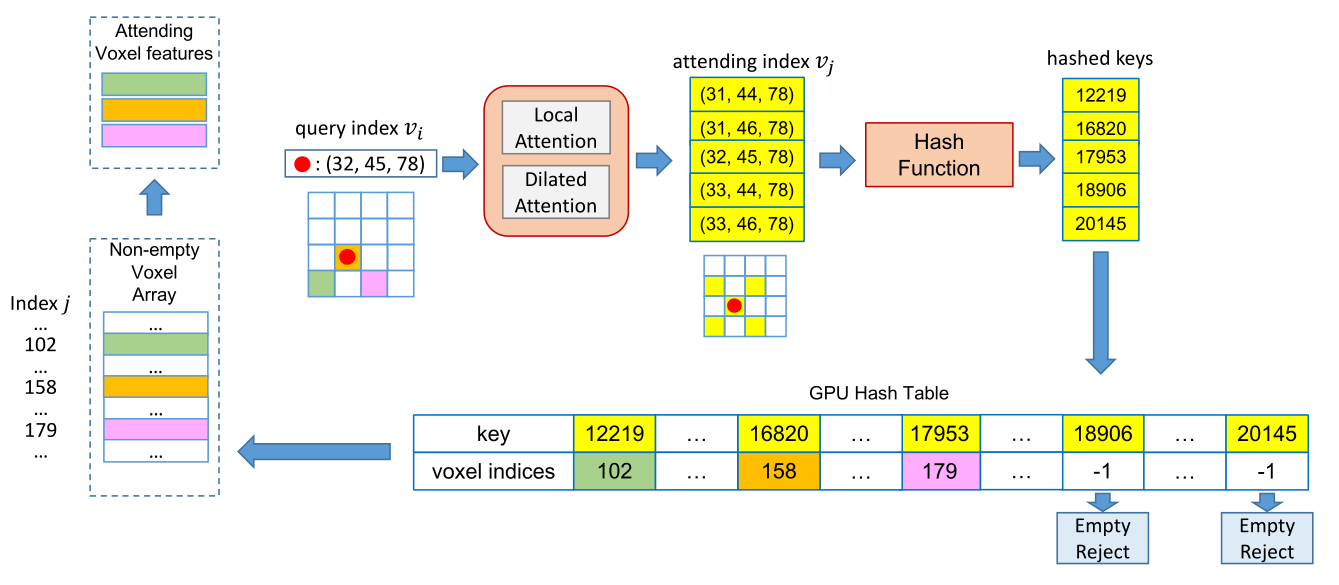 Attending
Voxel features
query index 𝑣ᵢ
: (32, 45, 78)
Local
Attention
Dilated
Attention
attending index 𝑣ⱼ
(31, 44, 78)
(31, 46, 78)
(32, 45, 78)
(33, 44, 78)
(33, 46, 78)
Hash
Function
hashed keys
12219
16820
17953
18906
20145
Non-empty
Voxel
Array
Index 𝑗
... ...
102
... ...
158
... ...
179
... ...
GPU Hash Table
key 12219 … 16820 … 17953 … 18906 … 20145
voxel indices 102 … 158 … 179 … -1 … -1
Empty
Reject
Empty
Reject